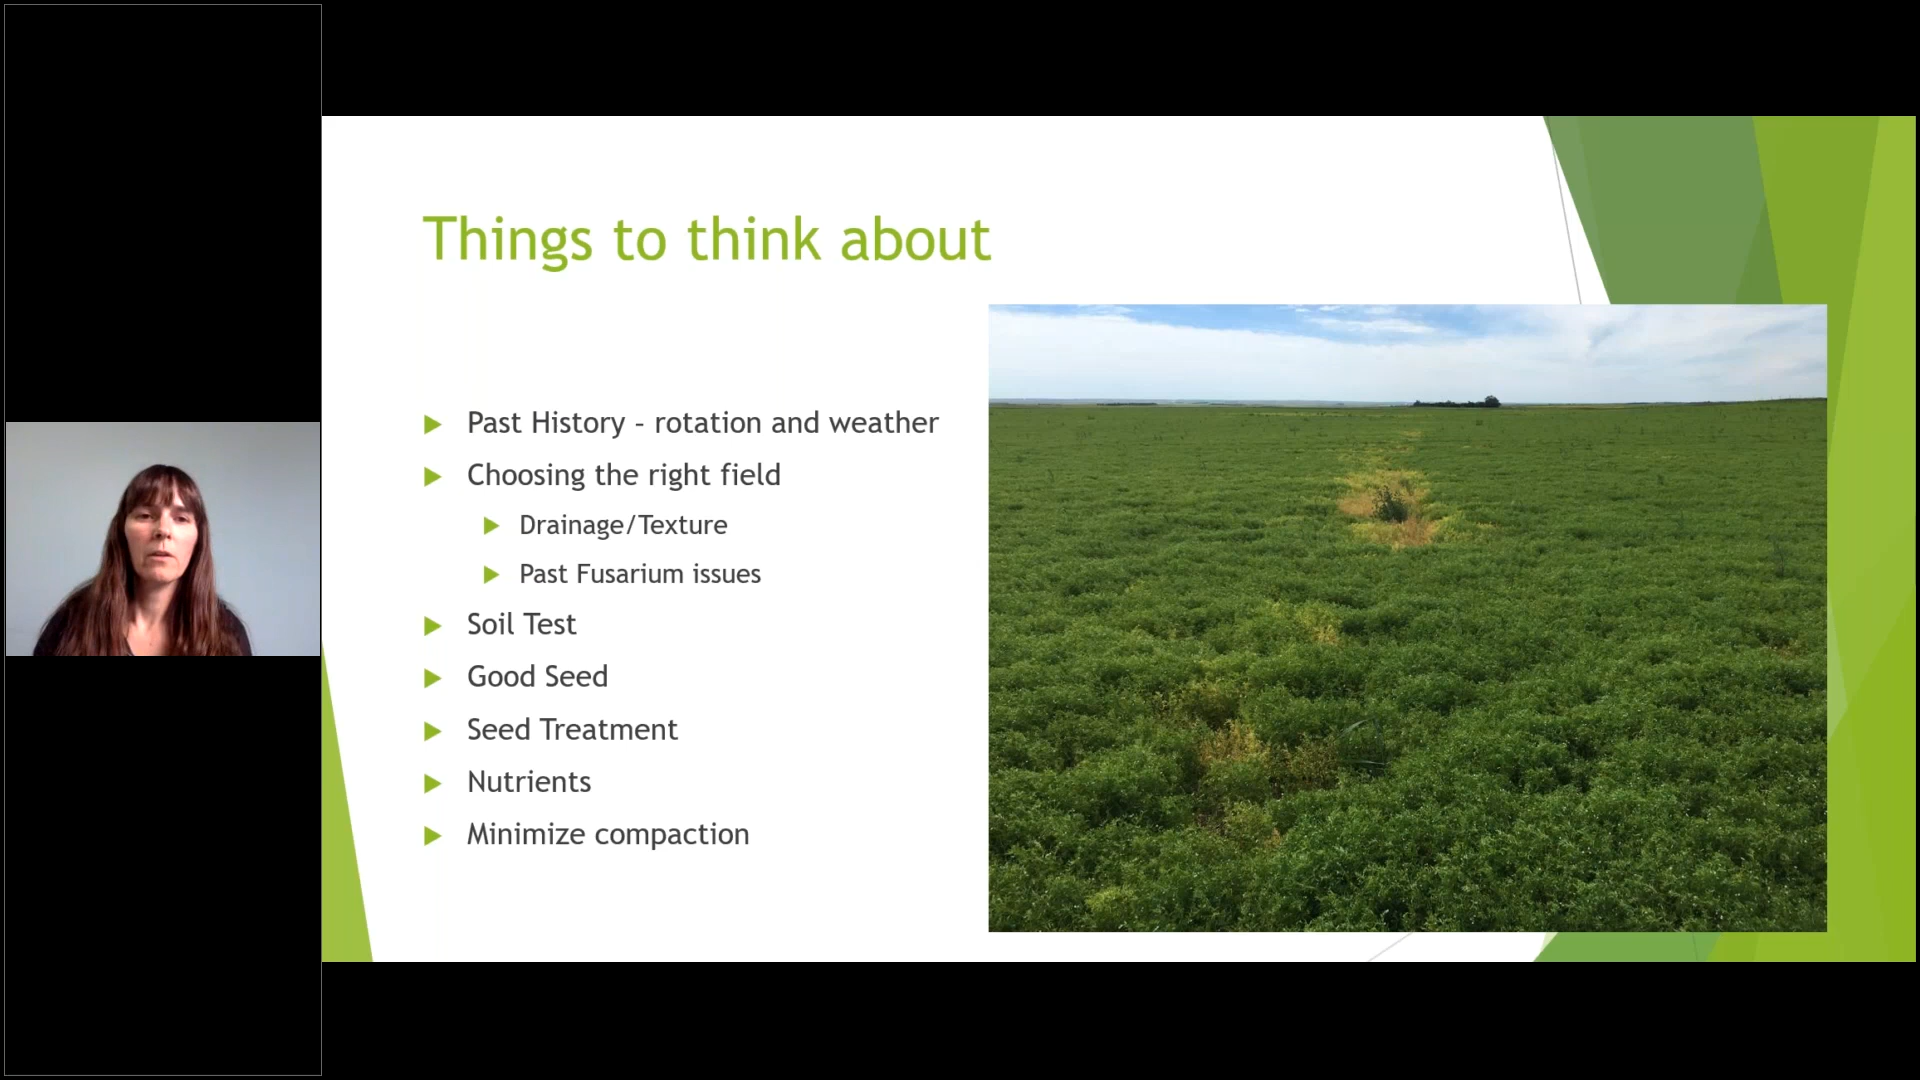 Things to think about
Past History - rotation and weather
Choosing the right field
Drainage/Texture
Past Fusarium issues
Soil Test
Good Seed
Seed Treatment
Nutrients
Minimize compaction